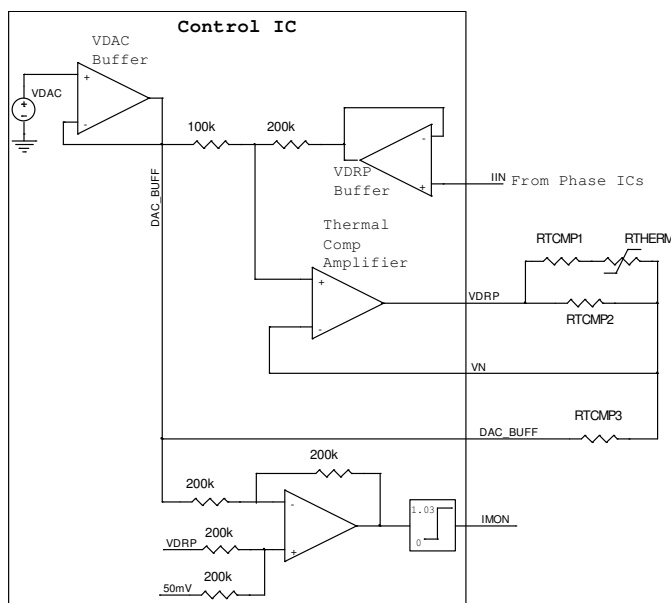 Control IC
VDAC
Buffer
+
-
VDAC
+
-
100k
200k
-
+
VDRP
Buffer
IIN
From Phase ICs
DAC_BUFF
Thermal
Comp
Amplifier
+
-
VDRP
RTCMP1
RTHERM
RTCMP2
VN
RTCMP3
DAC_BUFF
200k
200k
-
+
VDRP
200k
200k
50mV
1.03
0
IMON